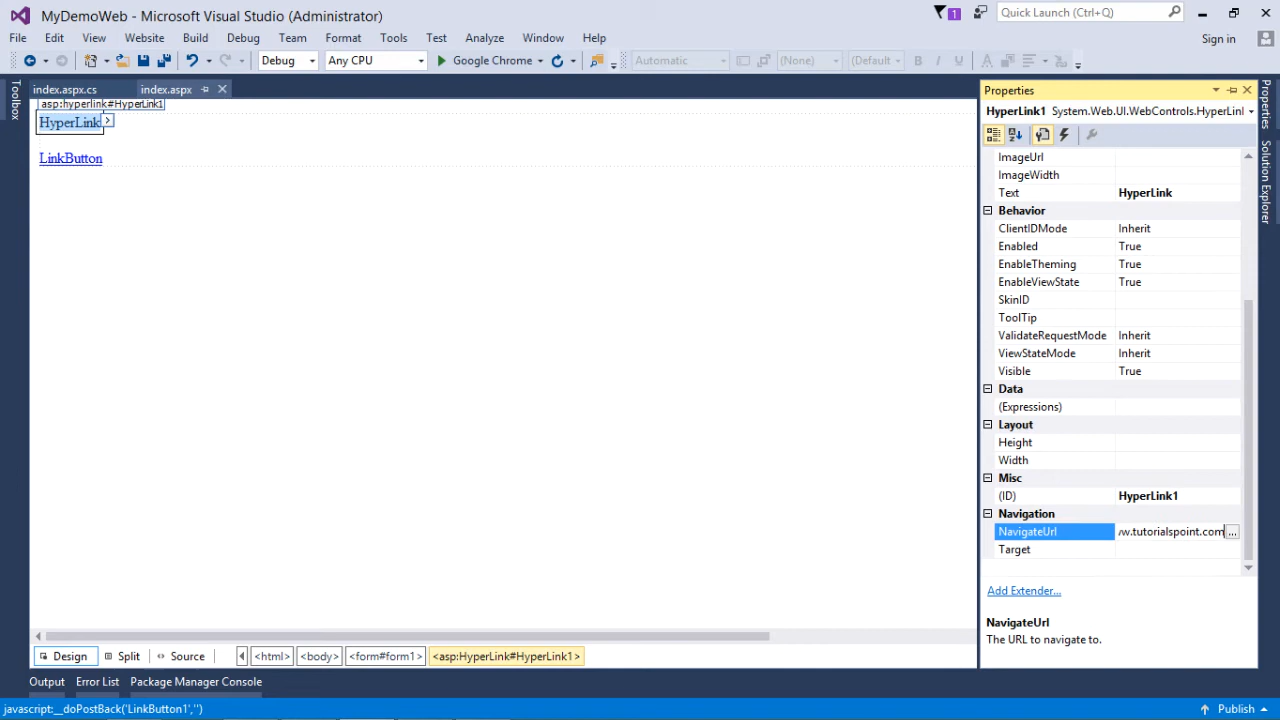 MyDemoWeb - Microsoft Visual Studio (Administrator)
1
Quick Launch (Ctrl+Q)
File Edit View Website Build Debug Team Format Tools Test Analyze Window Help
Sign in
Debug Any CPU Google Chrome Automatic (None) (Default B I U A
Toolbox
index.aspx.cs index.aspx
asp:hyperlink#HyperLink1
HyperLink
LinkButton
Properties
HyperLink1 System.Web.UI.WebControls.HyperLinl
ImageUrl
ImageWidth
Text HyperLink
Behavior
ClientIDMode Inherit
Enabled True
EnableTheming True
EnableViewState True
SkinID
ToolTip
ValidateRequestMode Inherit
ViewStateMode Inherit
Visible True
Data
(Expressions)
Layout
Height
Width
Misc
(ID) HyperLink1
Navigation
NavigateUrl w.tutorialspoint.com ...
Target
Add Extender...
NavigateUrl
The URL to navigate to.
Properties
Solution Explorer
Design Split Source <html> <body> <form#form1> <asp:HyperLink#HyperLink1>
Output Error List Package Manager Console
javascript:__doPostBack('LinkButton1','') Publish